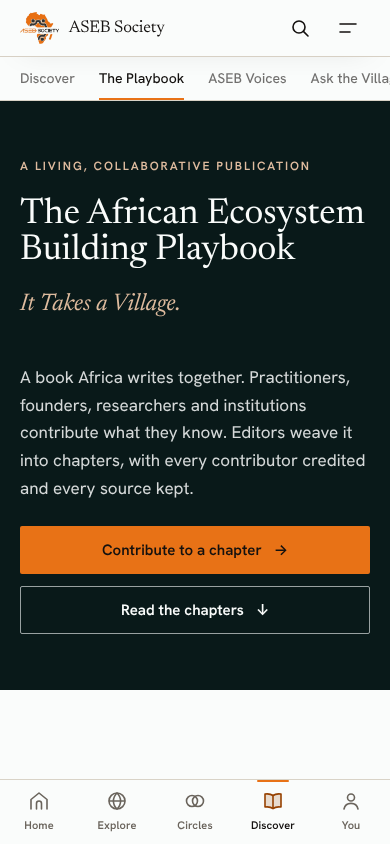 ASEB SOCIETY
ASEB Society
Discover The Playbook ASEB Voices Ask the Villa
A LIVING, COLLABORATIVE PUBLICATION
The African Ecosystem
Building Playbook
It Takes a Village.
A book Africa writes together. Practitioners,
founders, researchers and institutions
contribute what they know. Editors weave it
into chapters, with every contributor credited
and every source kept.
Contribute to a chapter →
Read the chapters ↓
Home Explore Circles Discover You